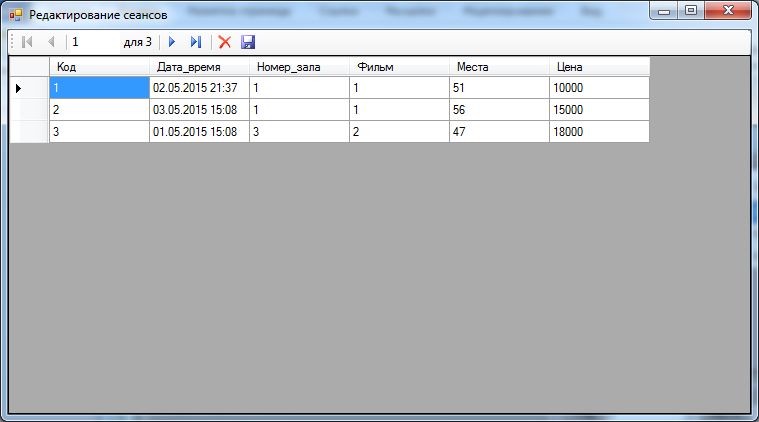 Редактирование сеансов
1 для 3
Код Дата_время Номер_зала Фильм Места Цена
1 02.05.2015 21:37 1 1 51 10000
2 03.05.2015 15:08 1 1 56 15000
3 01.05.2015 15:08 3 2 47 18000